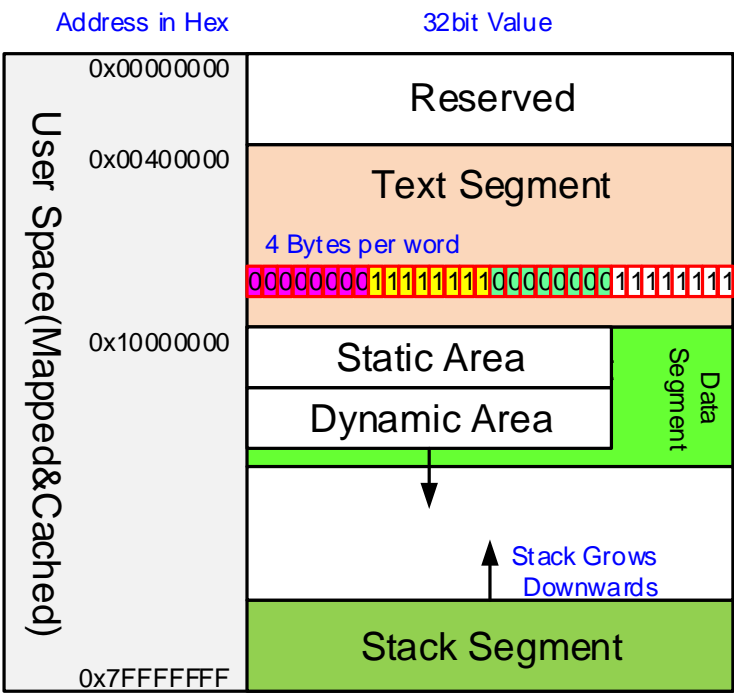 Address in Hex
32bit Value
0x00000000
Reserved
User Space(Mapped&Cached)
0x00400000
Text Segment
4 Bytes per word
00000000111111110000000011111111
0x10000000
Static Area
Data
Segment
Dynamic Area
Stack Grows
Downwards
Stack Segment
0x7FFFFFFF